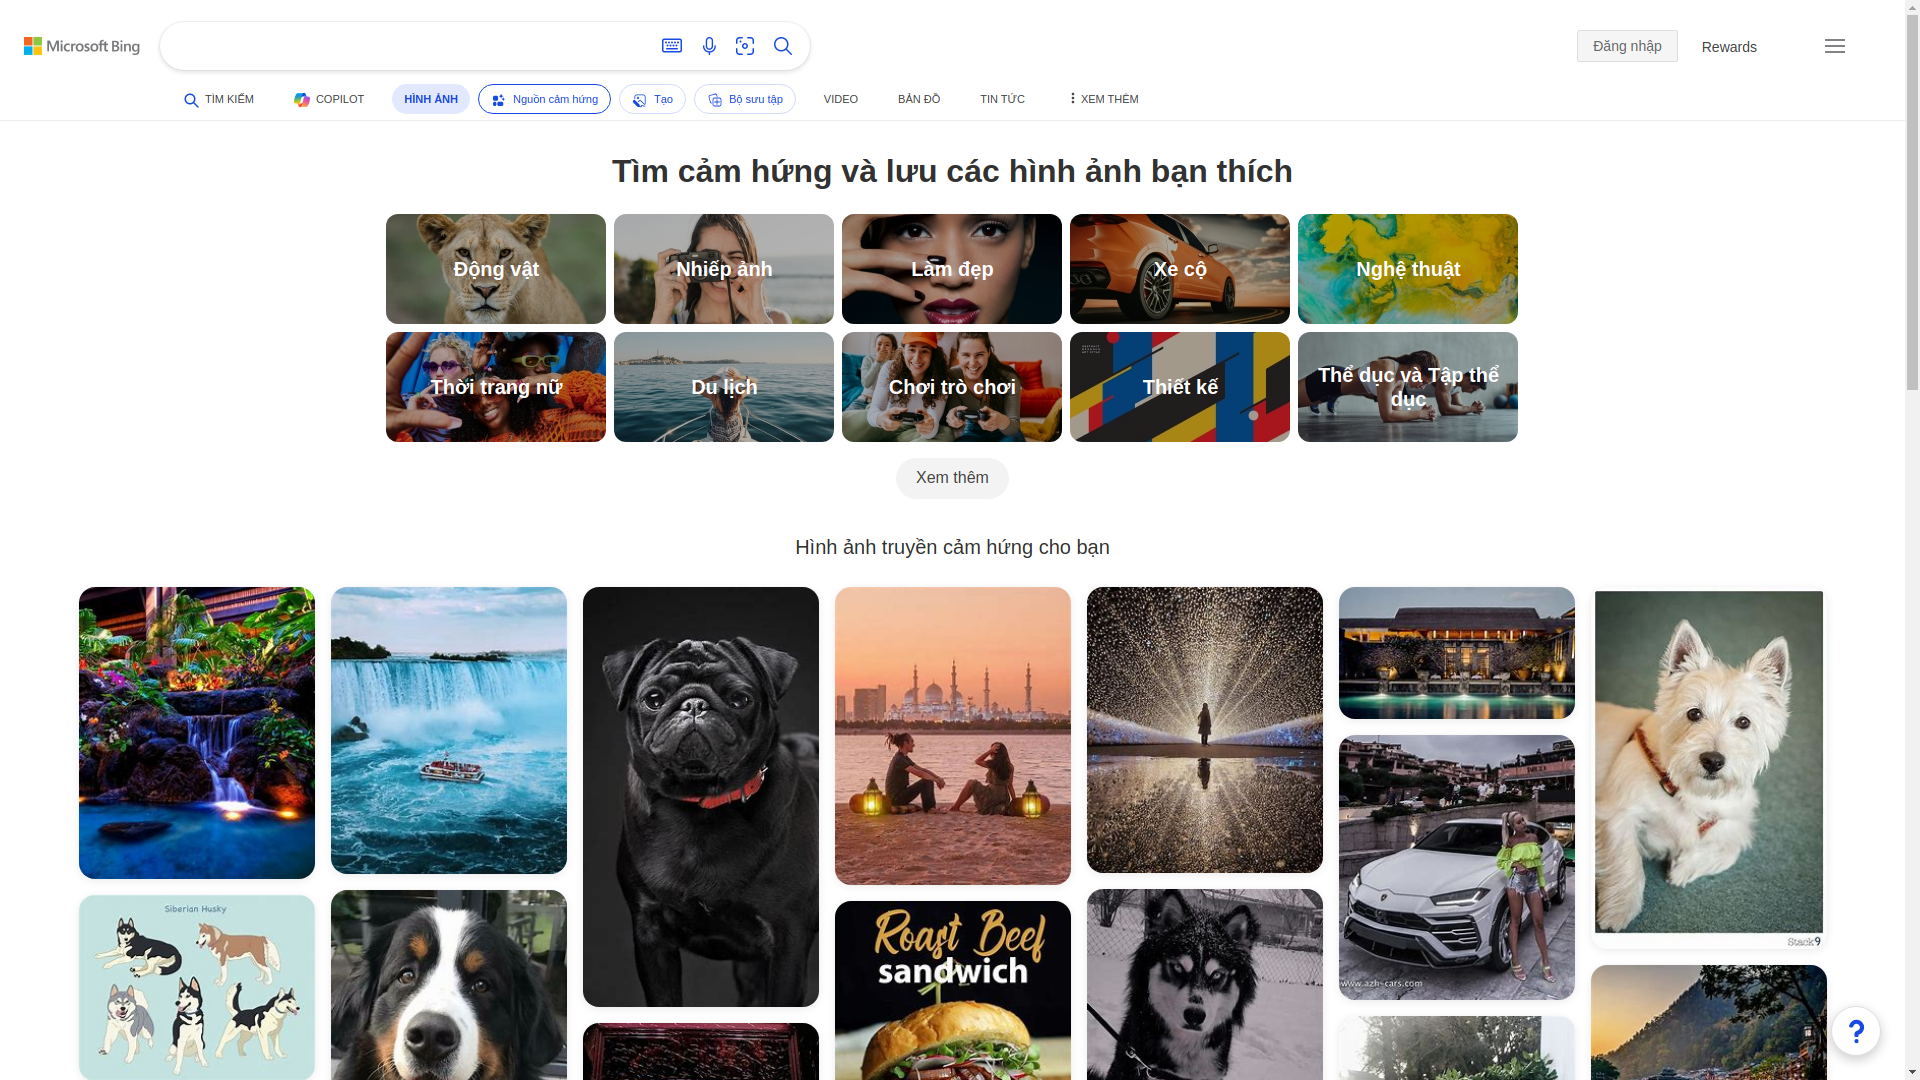 Microsoft Bing
Đăng nhập
Rewards
TÌM KIẾM
COPILOT
HÌNH ẢNH
Nguồn cảm hứng
Tạo
Bộ sưu tập
VIDEO
BẢN ĐỒ
TIN TỨC
XEM THÊM
Tìm cảm hứng và lưu các hình ảnh bạn thích
Động vật
Nhiếp ảnh
Làm đẹp
Xe cộ
Nghệ thuật
Thời trang nữ
Du lịch
Chơi trò chơi
Thiết kế
Thể dục và Tập thể
dục
Xem thêm
Hình ảnh truyền cảm hứng cho bạn
Siberian Husky
Roast Beef
sandwich
www.azh-cars.com
Stack9
?